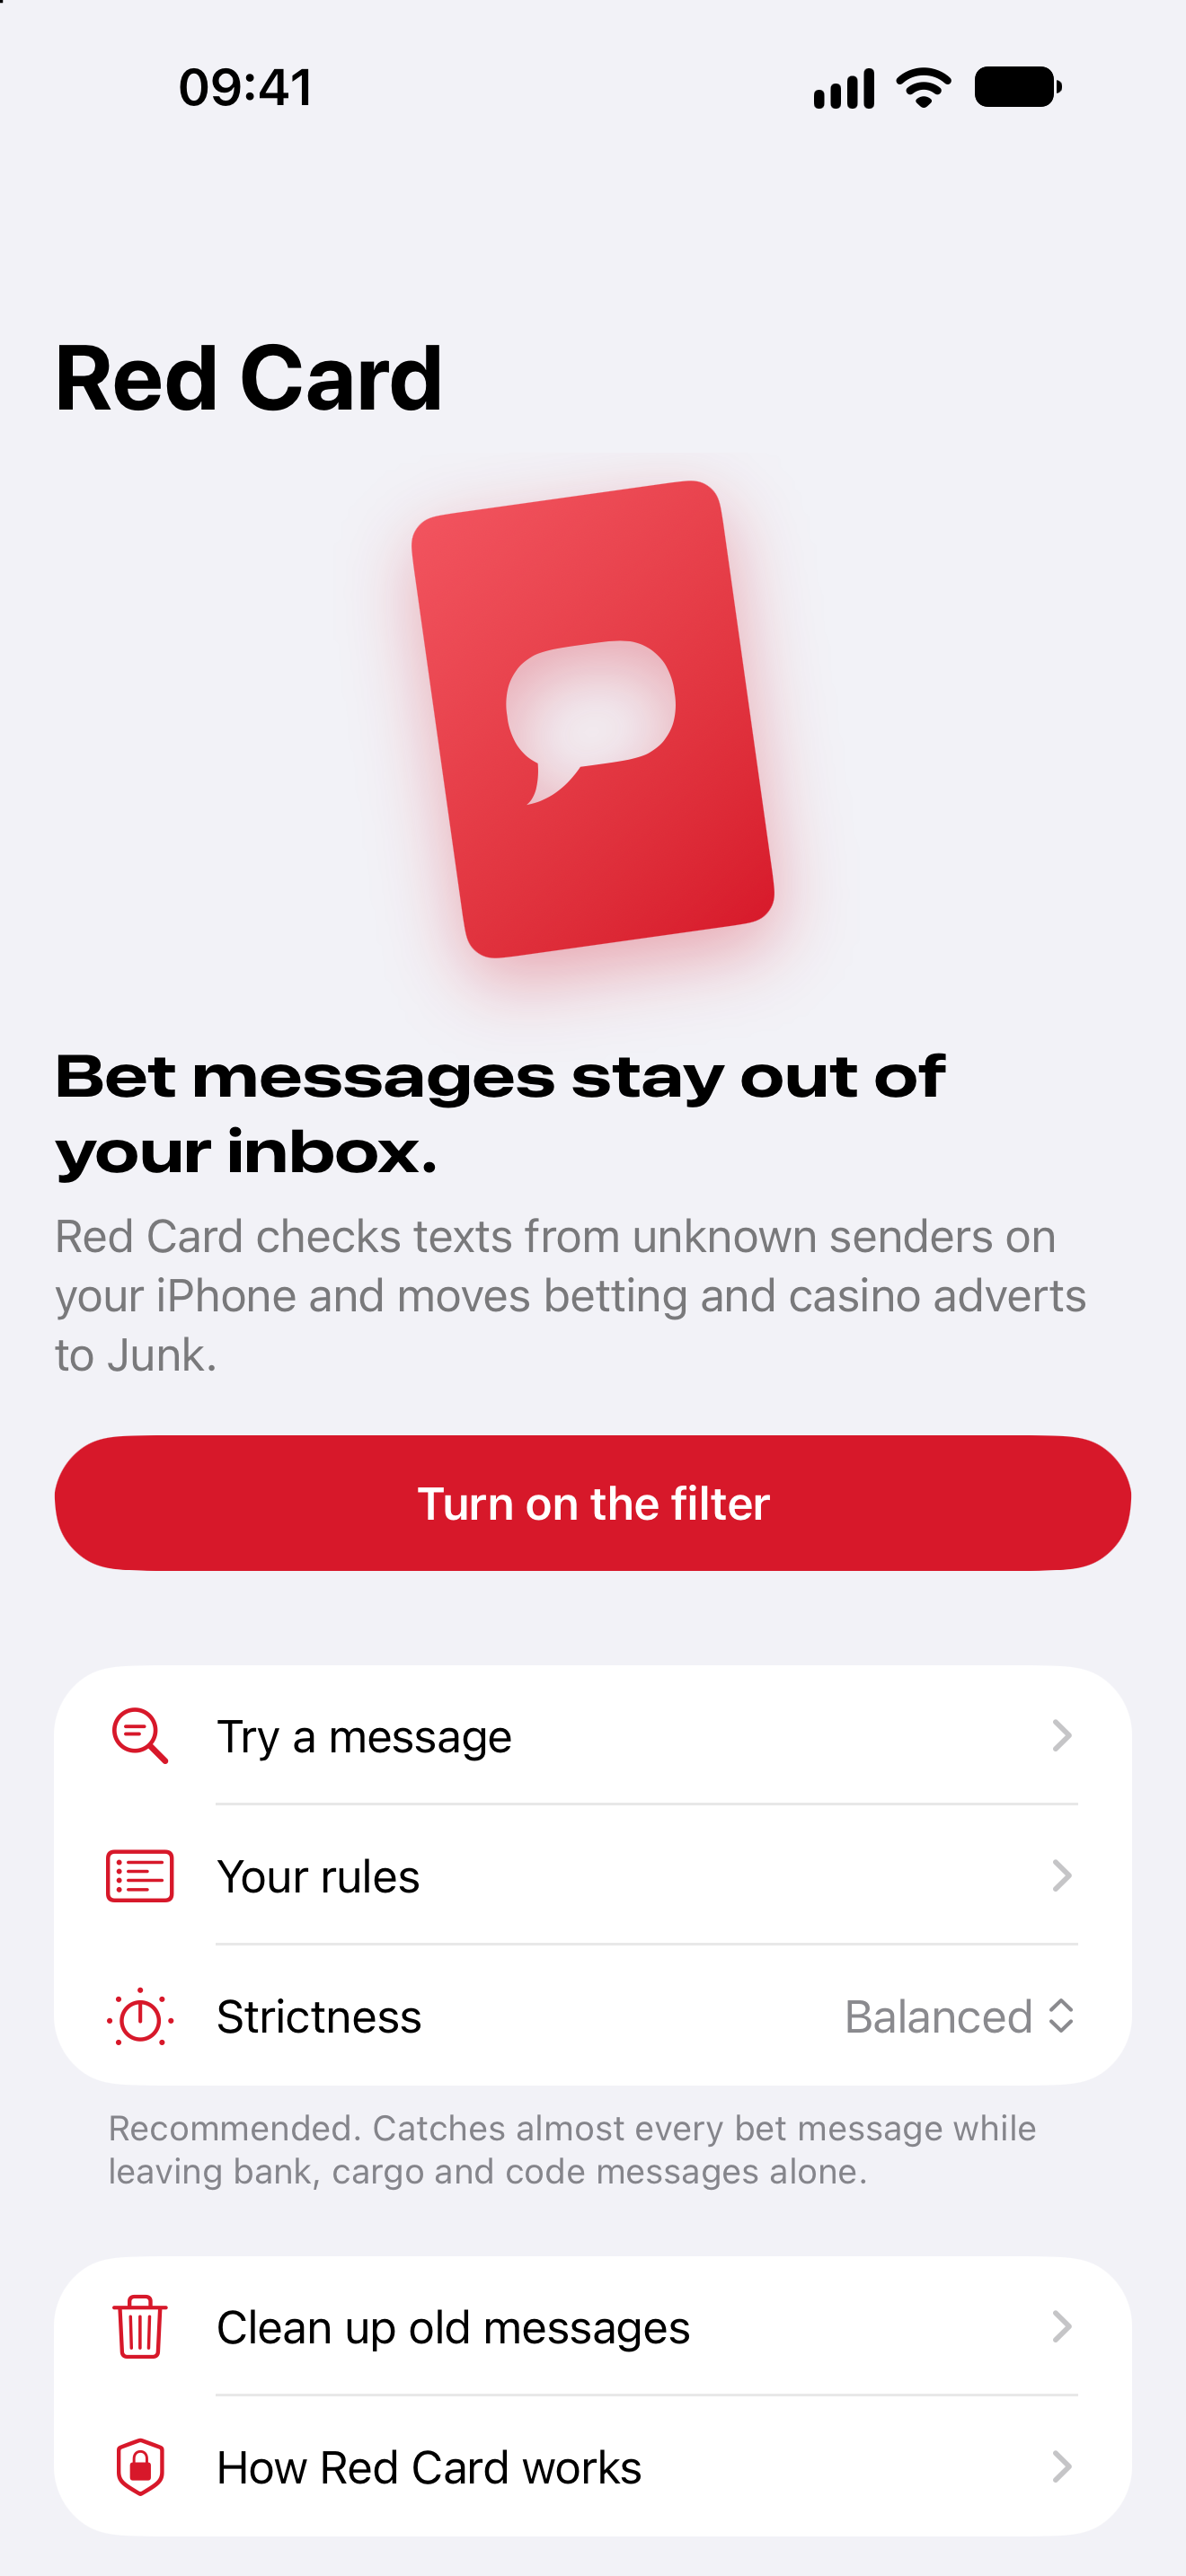 09:41
Red Card
Bet messages stay out of
your inbox.
Red Card checks texts from unknown senders on
your iPhone and moves betting and casino adverts
to Junk.
Turn on the filter
Try a message
Your rules
Strictness Balanced
Recommended. Catches almost every bet message while
leaving bank, cargo and code messages alone.
Clean up old messages
How Red Card works